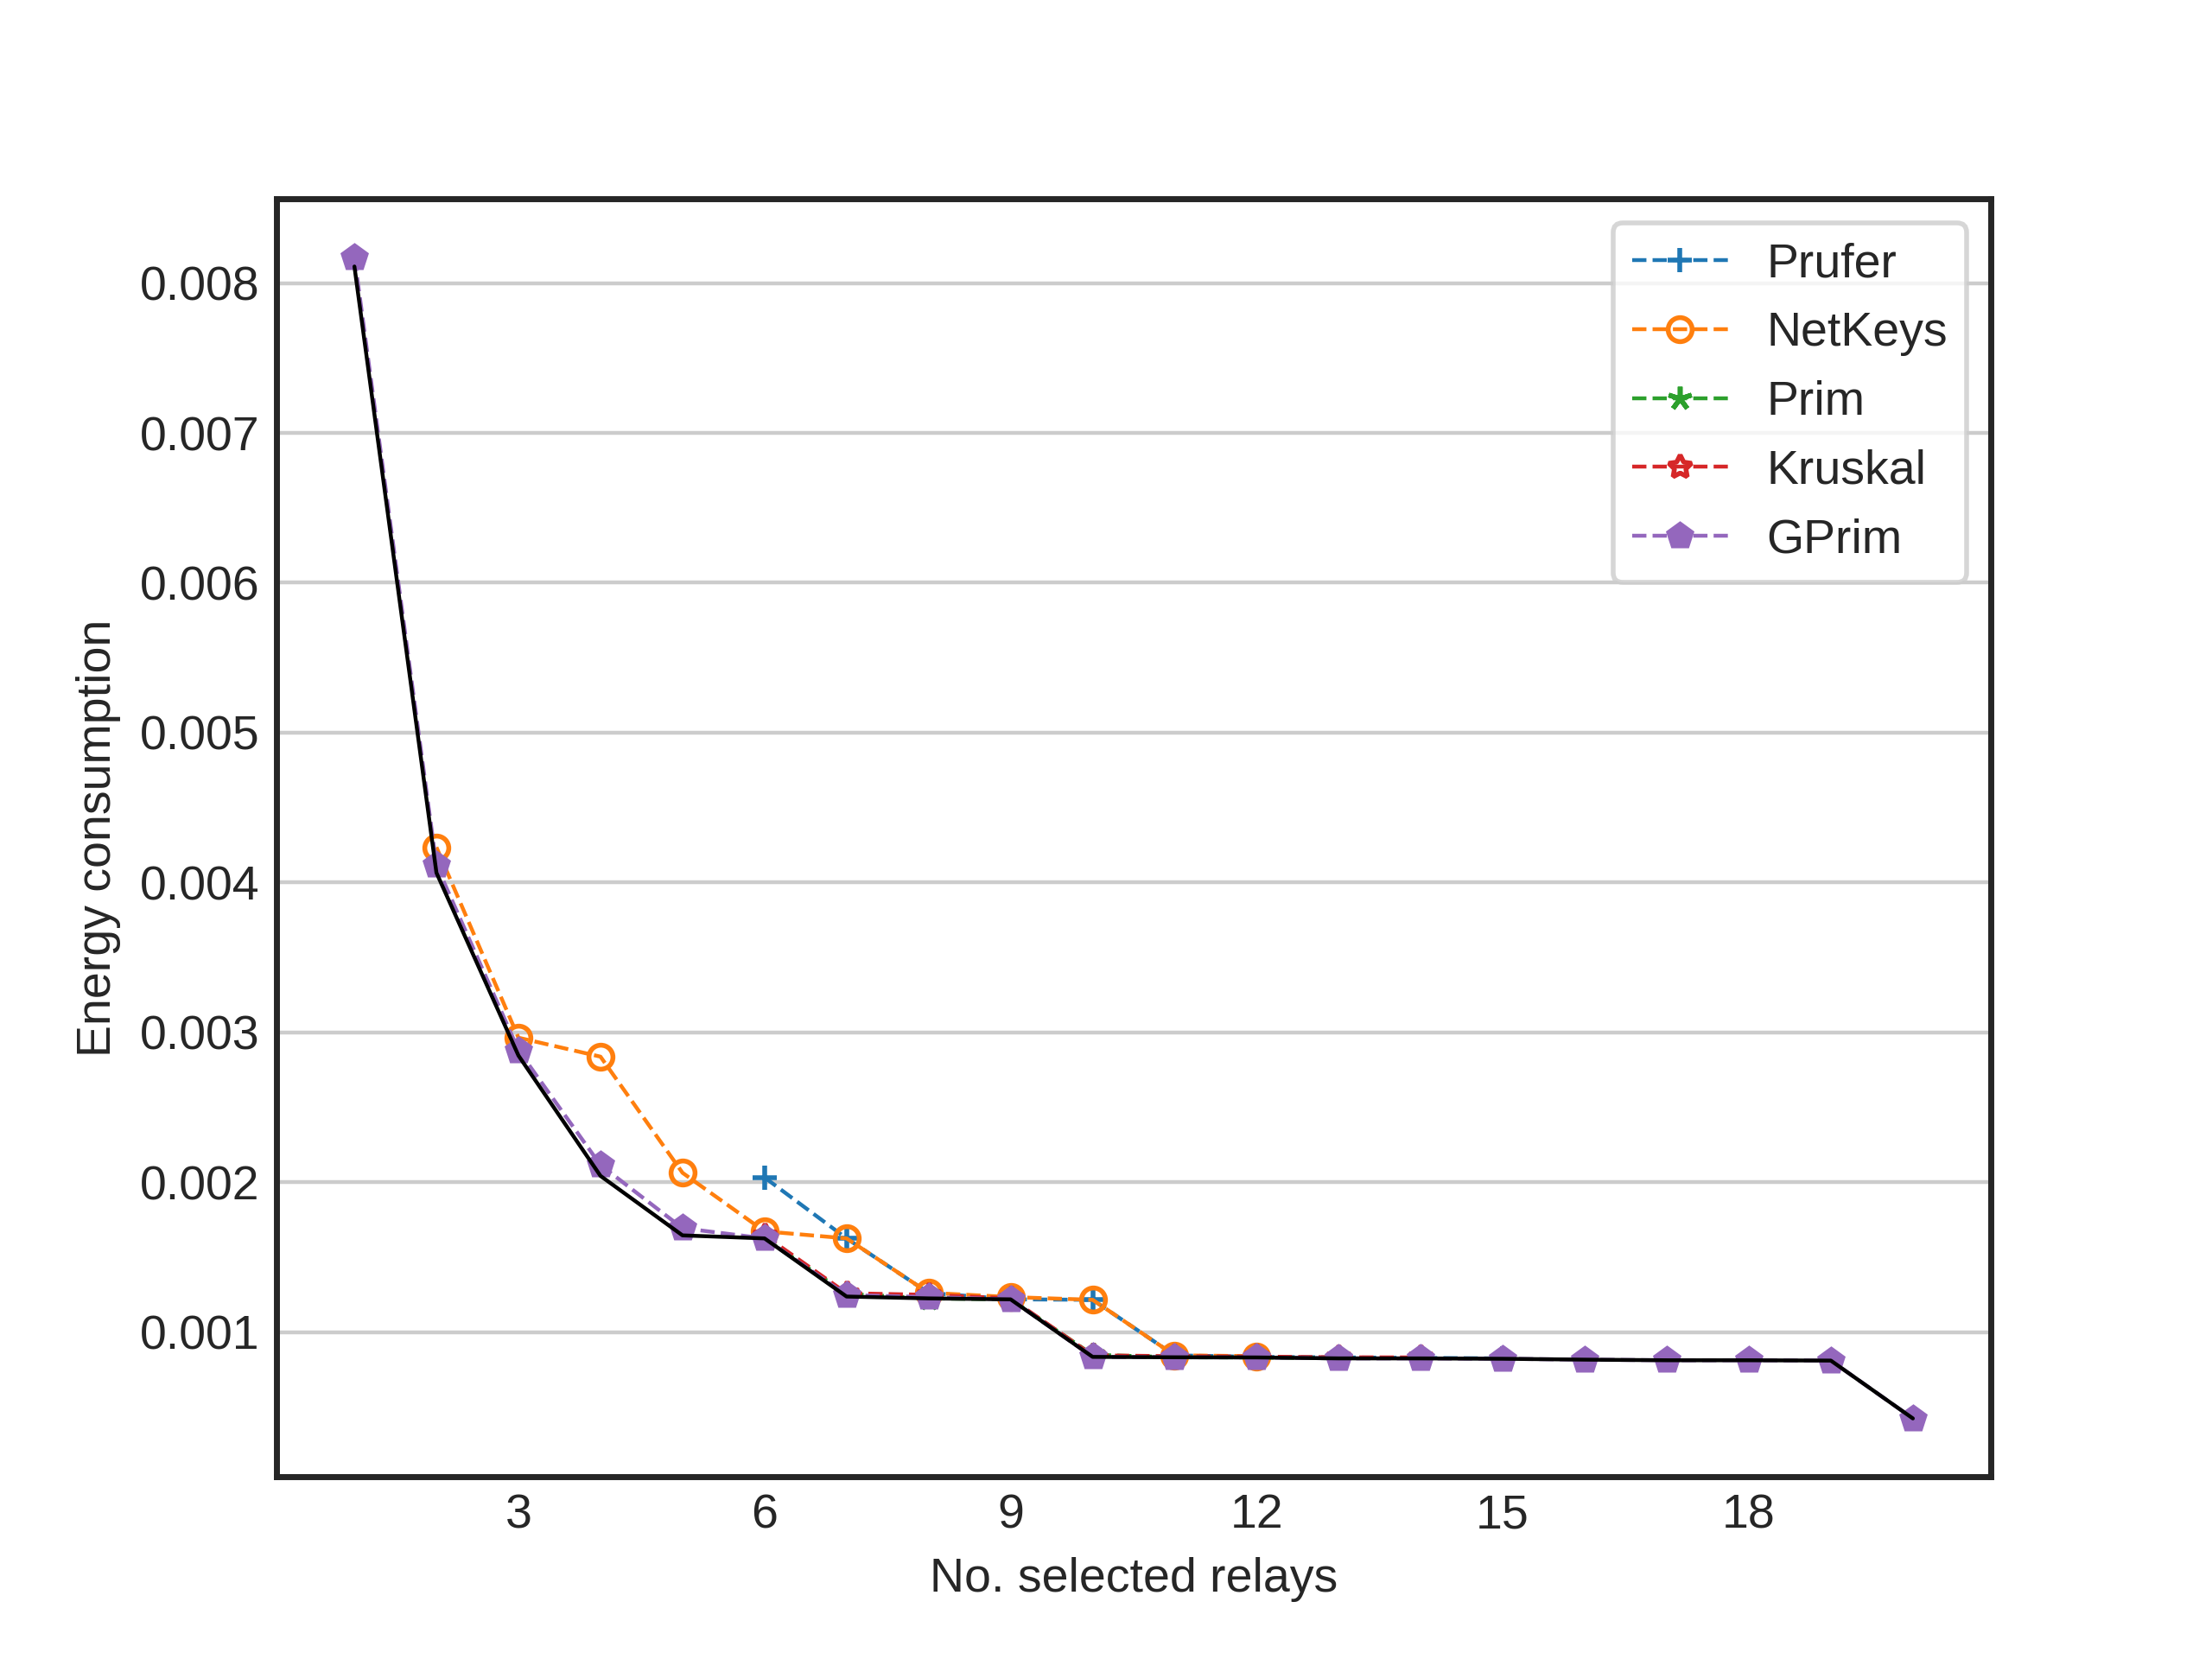 Prufer
NetKeys
Prim
Kruskal
GPrim
0.008
0.007
0.006
0.005
0.004
0.003
0.002
0.001
Energy consumption
3 6 9 12 15 18
No. selected relays